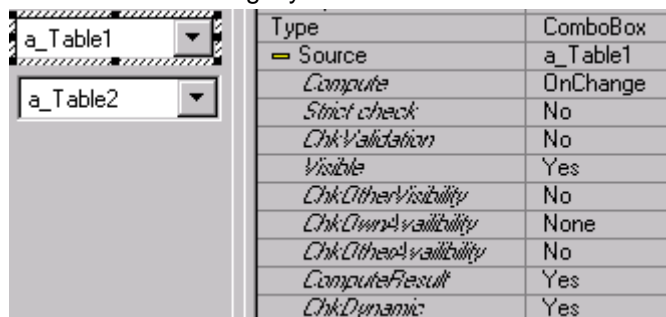 a_Table1
a_Table2
Type ComboBox
Source a_Table1
Compute OnChange
Strict check No
ChkValidation No
Visible Yes
ChkOtherVisibility No
ChkOwnAvailibility None
ChkOtherAvailibility No
ComputeResult Yes
ChkDynamic Yes